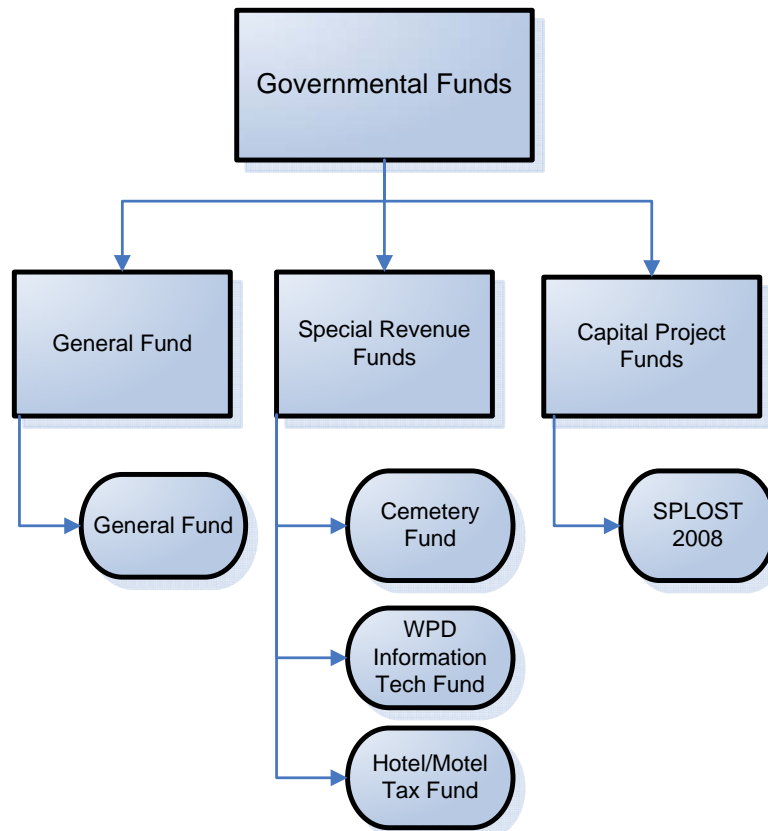 Governmental Funds
General Fund
Special Revenue
Funds
Capital Project
Funds
General Fund
Cemetery
Fund
SPLOST
2008
WPD
Information
Tech Fund
Hotel/Motel
Tax Fund